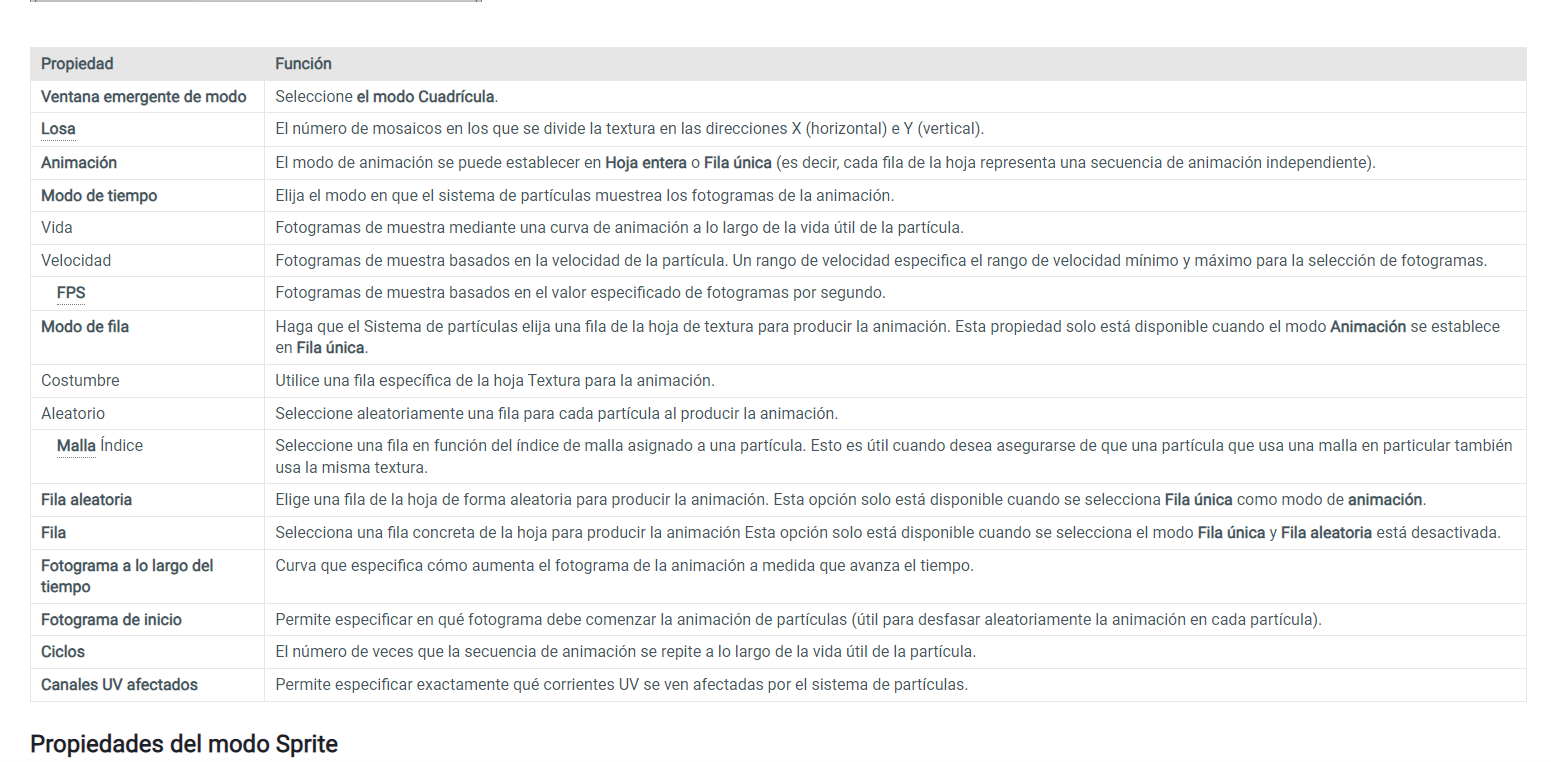 Propiedad Función
Ventana emergente de modo Seleccione el modo Cuadrícula.
Losa El número de mosaicos en los que se divide la textura en las direcciones X (horizontal) e Y (vertical).
Animación El modo de animación se puede establecer en Hoja entera o Fila única (es decir, cada fila de la hoja representa una secuencia de animación independiente).
Modo de tiempo Elija el modo en que el sistema de partículas muestrea los fotogramas de la animación.
Vida Fotogramas de muestra mediante una curva de animación a lo largo de la vida útil de la partícula.
Velocidad Fotogramas de muestra basados en la velocidad de la partícula. Un rango de velocidad especifica el rango de velocidad mínimo y máximo para la selección de fotogramas.
FPS Fotogramas de muestra basados en el valor especificado de fotogramas por segundo.
Modo de fila Haga que el Sistema de partículas elija una fila de la hoja de textura para producir la animación. Esta propiedad solo está disponible cuando el modo Animación se establece
en Fila única.
Costumbre Utilice una fila específica de la hoja Textura para la animación.
Aleatorio Seleccione aleatoriamente una fila para cada partícula al producir la animación.
Malla Índice Seleccione una fila en función del índice de malla asignado a una partícula. Esto es útil cuando desea asegurarse de que una partícula que usa una malla en particular también
usa la misma textura.
Fila aleatoria Elige una fila de la hoja de forma aleatoria para producir la animación. Esta opción solo está disponible cuando se selecciona Fila única como modo de animación.
Fila Selecciona una fila concreta de la hoja para producir la animación Esta opción solo está disponible cuando se selecciona el modo Fila única y Fila aleatoria está desactivada.
Fotograma a lo largo del Curva que especifica cómo aumenta el fotograma de la animación a medida que avanza el tiempo.
tiempo
Fotograma de inicio Permite especificar en qué fotograma debe comenzar la animación de partículas (útil para desfasar aleatoriamente la animación en cada partícula).
Ciclos El número de veces que la secuencia de animación se repite a lo largo de la vida útil de la partícula.
Canales UV afectados Permite especificar exactamente qué corrientes UV se ven afectadas por el sistema de partículas.
Propiedades del modo Sprite